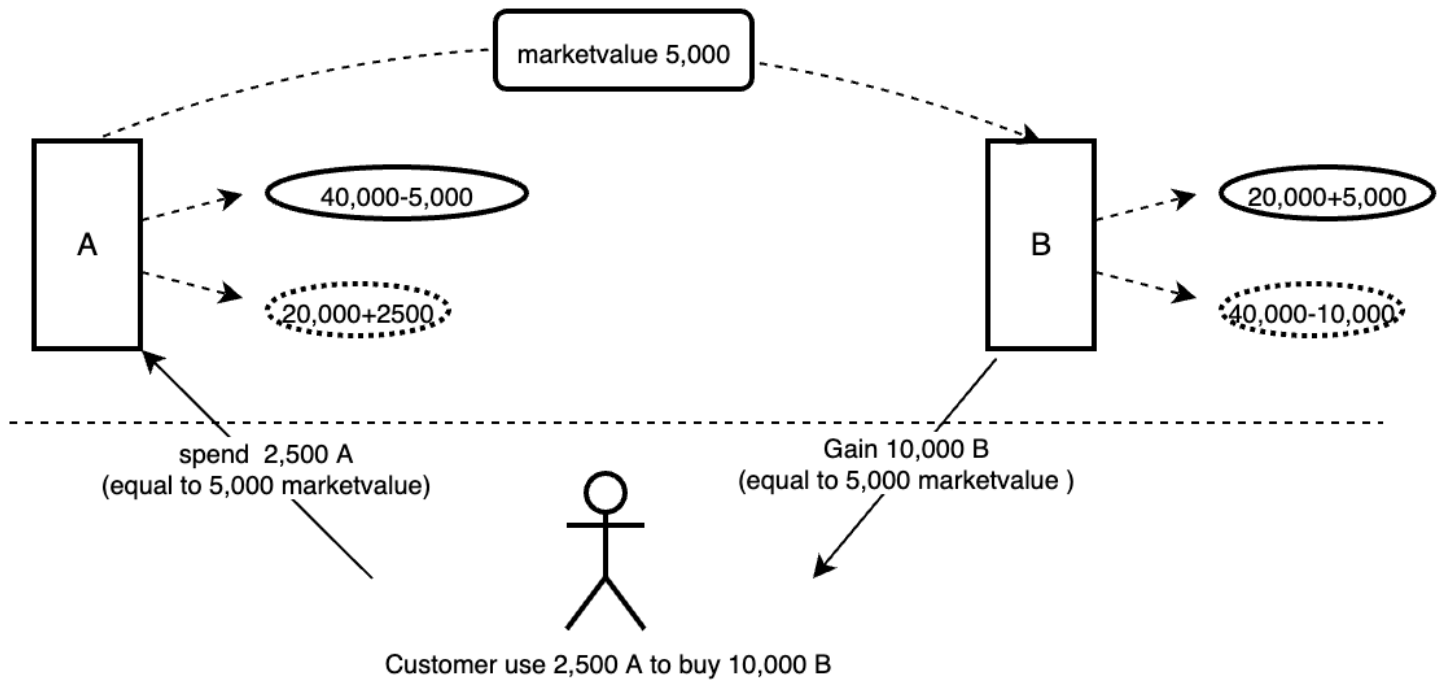 marketvalue 5,000
A
40,000-5,000
20,000+2500
B
20,000+5,000
40,000-10,000
spend 2,500 A
(equal to 5,000 marketvalue)
Gain 10,000 B
(equal to 5,000 marketvalue )
Customer use 2,500 A to buy 10,000 B